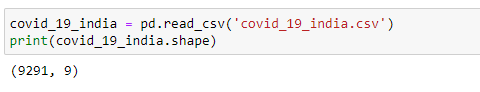 covid_19_india = pd.read_csv('covid_19_india.csv')
print(covid_19_india.shape)
(9291, 9)